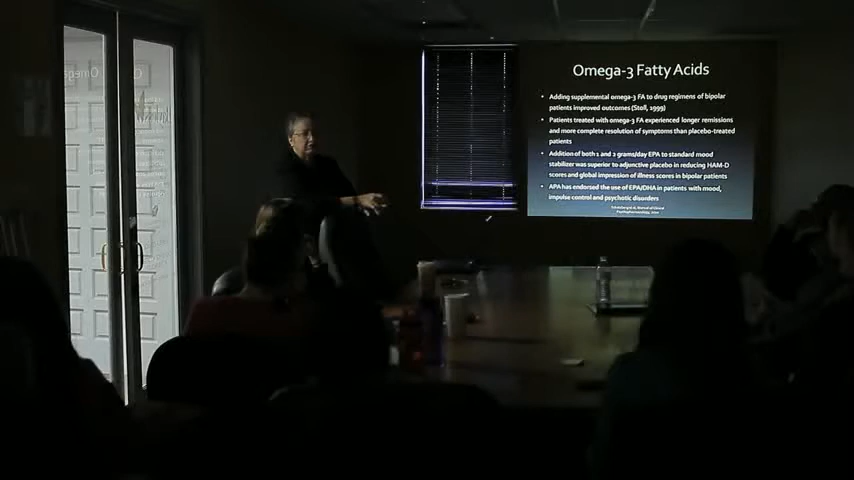 Omega-3 Fatty Acids
• Adding supplemental omega-3 FA to drug regimens of bipolar
patients improved outcomes (Stoll, 1999)
• Patients treated with omega-3 FA experienced longer remissions
and more complete resolution of symptoms than placebo-treated
patients
• Addition of both 1 and 2 grams/day EPA to standard mood
stabilizer was superior to adjunctive placebo in reducing HAM-D
scores and global impression of illness scores in bipolar patients
• APA has endorsed the use of EPA/DHA in patients with mood,
impulse control and psychotic disorders